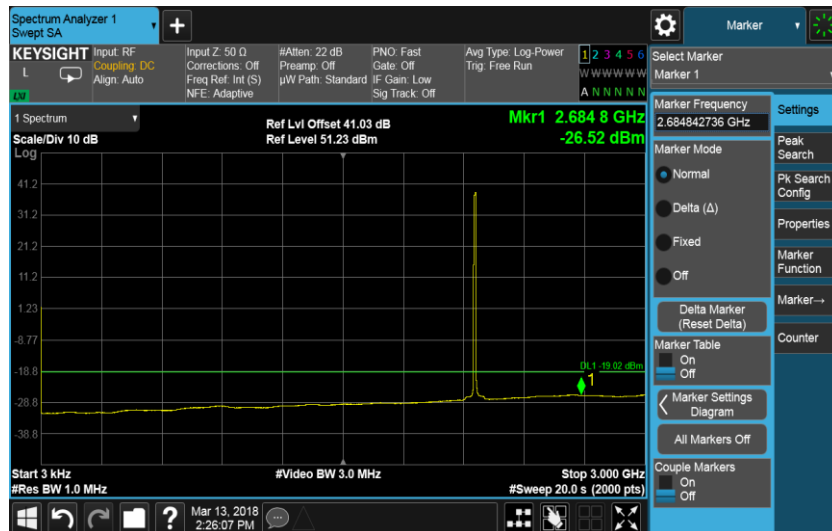 Spectrum Analyzer 1
Swept SA
Marker
KEYSIGHT
L
Input: RF
Coupling: DC
Align: Auto
Input Z: 50 Ω
Corrections: Off
Freq Ref: Int (S)
NFE: Adaptive
#Atten: 22 dB
Preamp: Off
µW Path: Standard
PNO: Fast
Gate: Off
IF Gain: Low
Sig Track: Off
Avg Type: Log-Power
Trig: Free Run
1 2 3 4 5 6
W W W W W W
A N N N N N
1 Spectrum
Scale/Div 10 dB
Log
Ref Lvl Offset 41.03 dB
Ref Level 51.23 dBm
Mkr1 2.684 8 GHz
-26.52 dBm
41.2
31.2
21.2
11.2
1.23
-8.77
-18.8
-28.8
-38.8
DL1 -19.02 dBm
1
Start 3 kHz
#Res BW 1.0 MHz
#Video BW 3.0 MHz
Stop 3.000 GHz
#Sweep 20.0 s (2000 pts)
Mar 13, 2018
2:26:07 PM
?
Select Marker
Marker 1
Marker Frequency
2.684842736 GHz
Marker Mode
Normal
Delta (Δ)
Fixed
Off
Delta Marker
(Reset Delta)
Marker Table
On
Off
Marker Settings
Diagram
All Markers Off
Couple Markers
On
Off
Settings
Peak
Search
Pk Search
Config
Properties
Marker
Function
Marker→
Counter